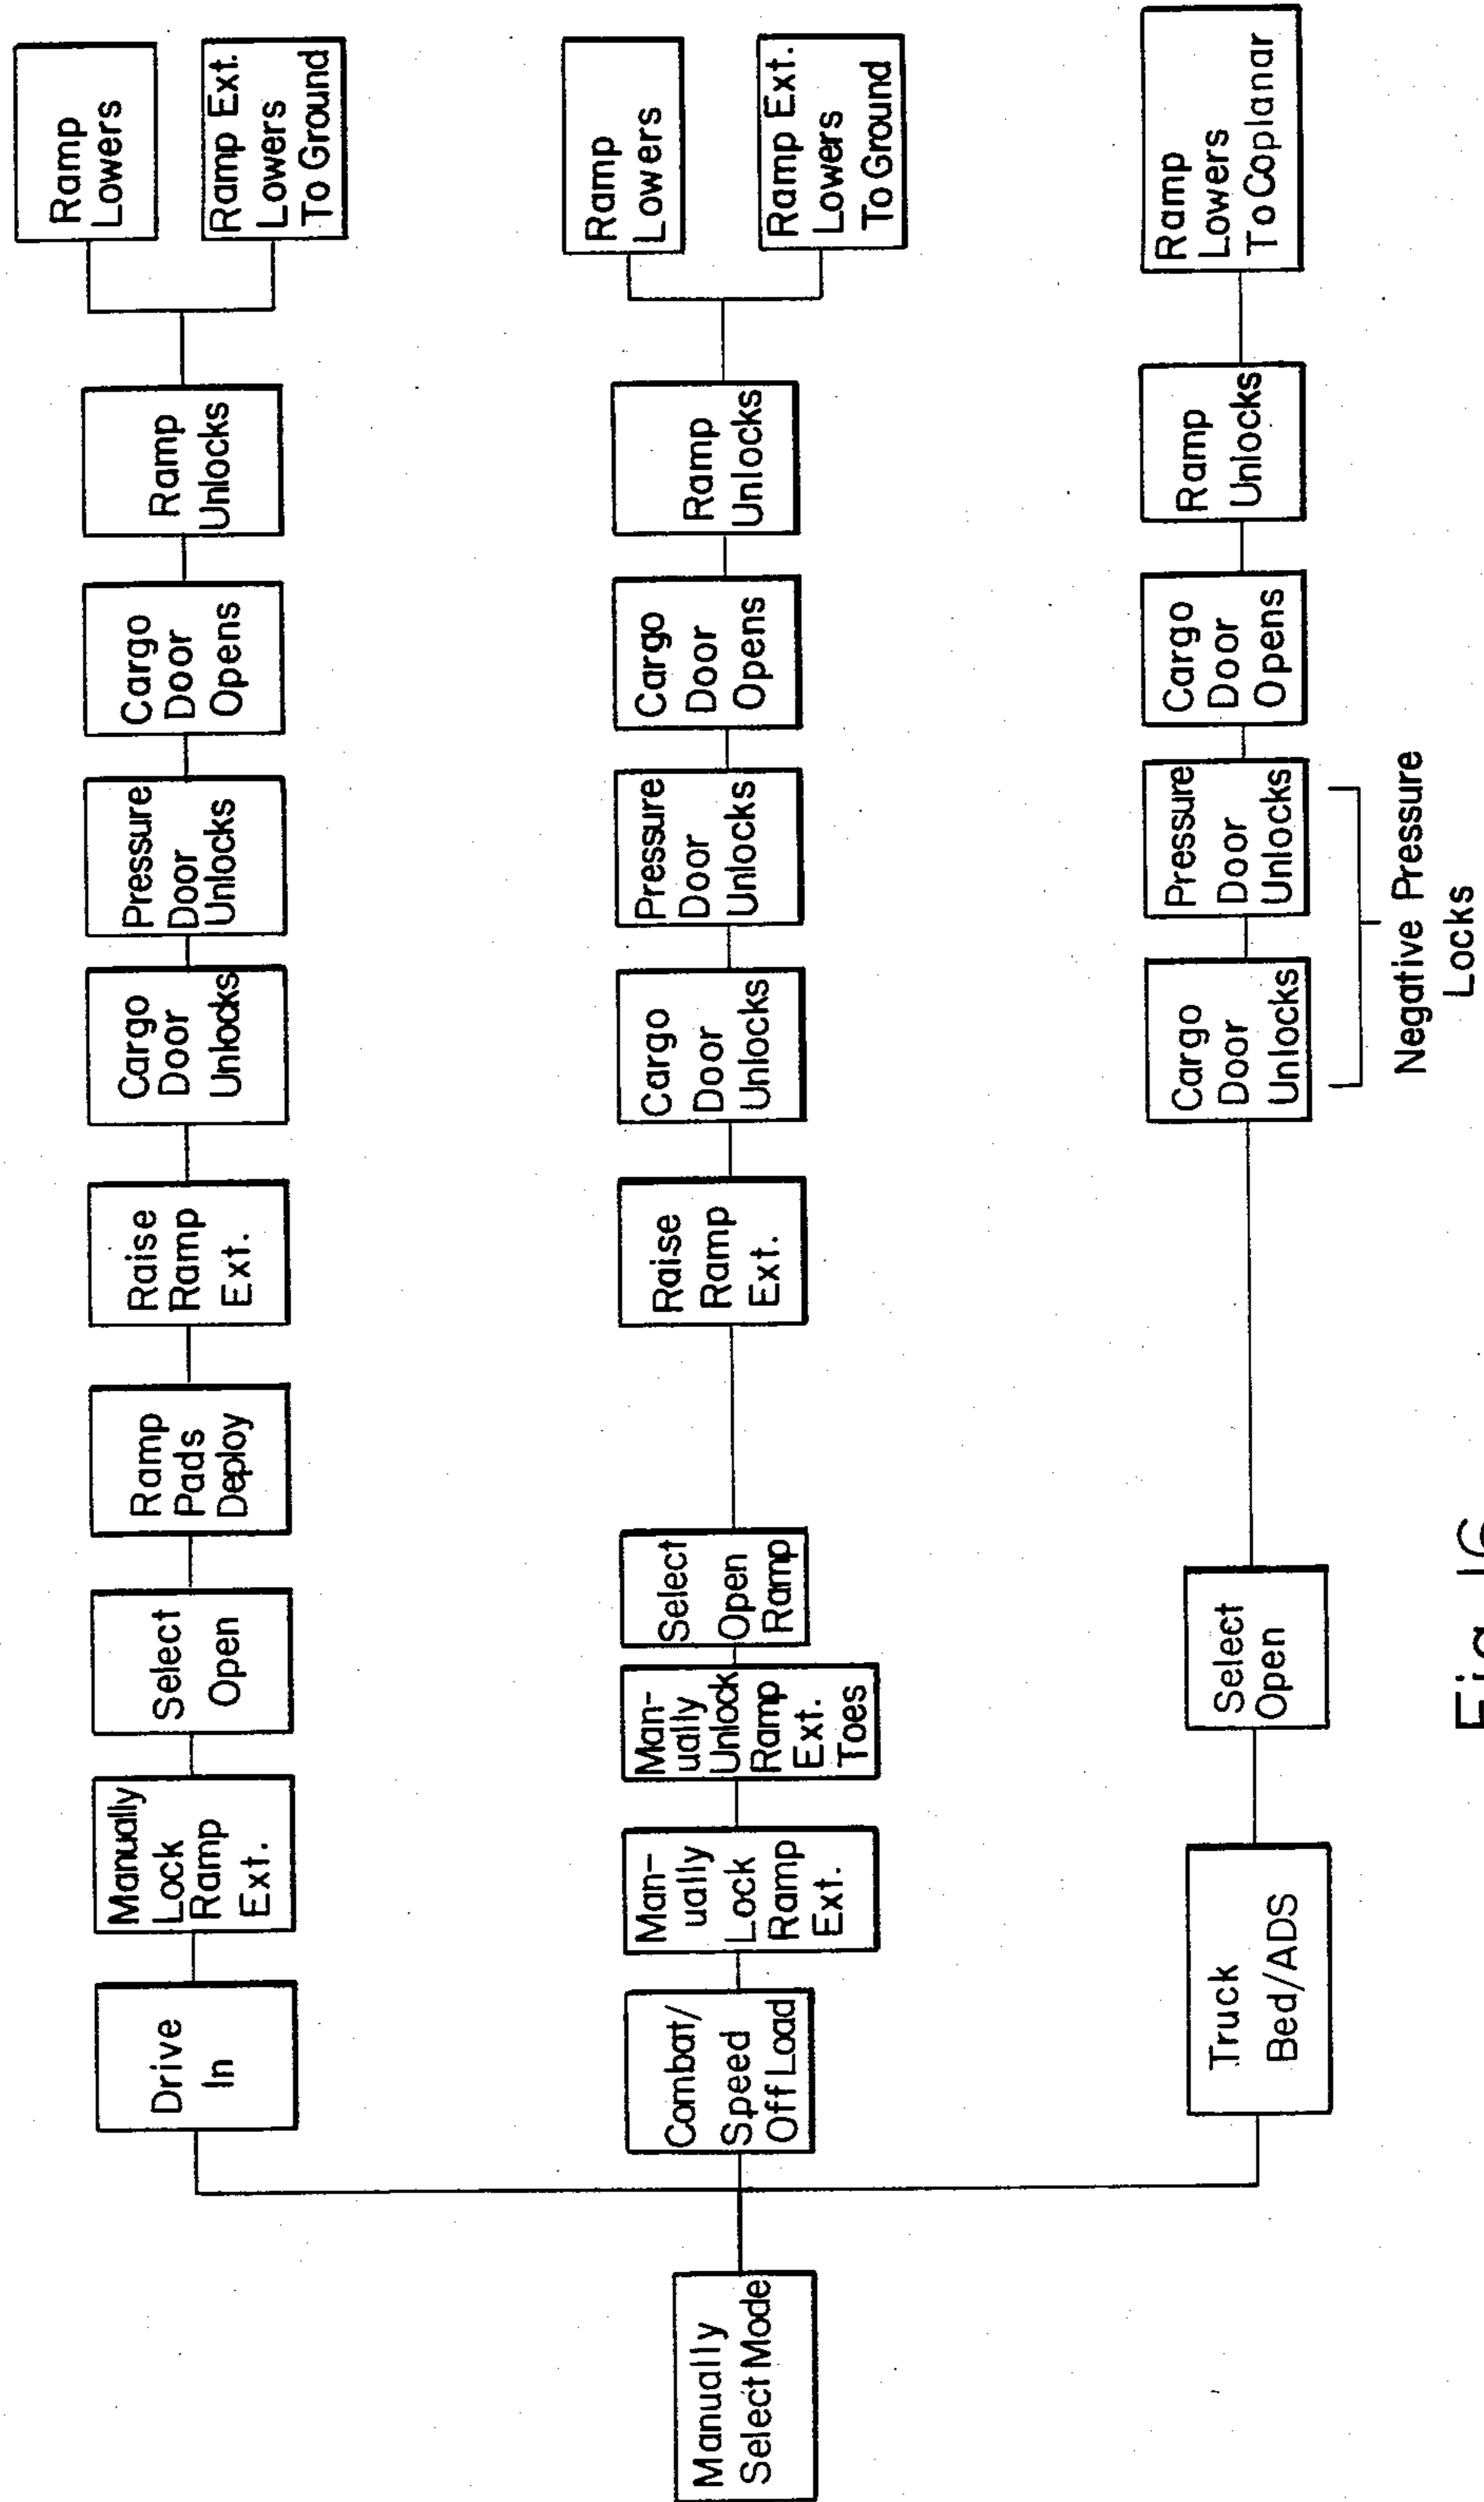 Manually
Select Mode
Drive
In
Manually
Lock
Ramp
Ext.
Select
Open
Ramp
Pads
Deploy
Raise
Ramp
Ext.
Cargo
Door
Unlocks
Pressure
Door
Unlocks
Cargo
Door
Opens
Ramp
Unlocks
Ramp
Lowers
Ramp Ext.
Lowers
To Ground
Combat/
Speed
Off Load
Man-
ually
Lock
Ramp
Ext.
Man-
ually
Unlock
Ramp
Ext.
Toes
Select
Open
Ramp
Raise
Ramp
Ext.
Cargo
Door
Unlocks
Pressure
Door
Unlocks
Cargo
Door
Opens
Ramp
Unlocks
Ramp
Lowers
Ramp Ext.
Lowers
To Ground
Truck
Bed/ADS
Select
Open
Cargo
Door
Unlocks
Pressure
Door
Unlocks
Cargo
Door
Opens
Ramp
Unlocks
Ramp
Lowers
To Coplanar
Negative Pressure
Locks